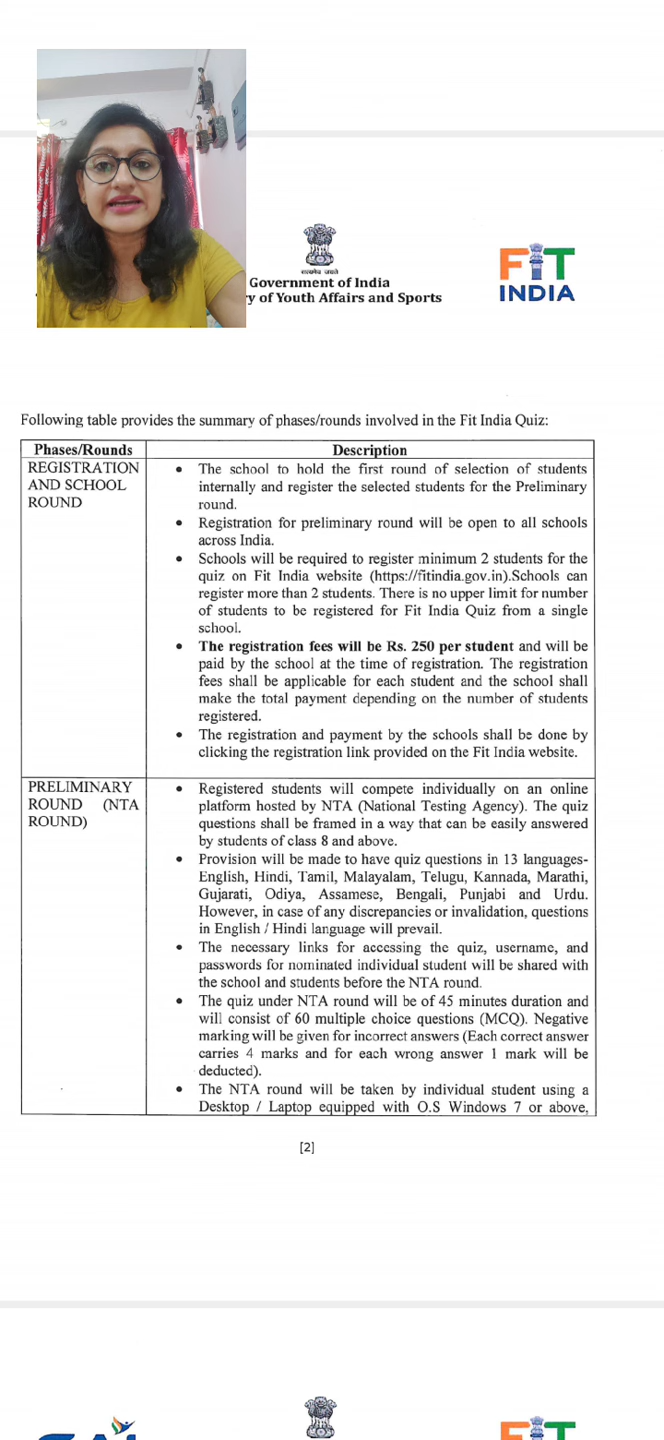 सत्यमेव जयते
Government of India
y of Youth Affairs and Sports
FIT
INDIA
Following table provides the summary of phases/rounds involved in the Fit India Quiz:
Phases/Rounds
Description
REGISTRATION
AND SCHOOL
ROUND
• The school to hold the first round of selection of students
internally and register the selected students for the Preliminary
round.
• Registration for preliminary round will be open to all schools
across India.
• Schools will be required to register minimum 2 students for the
quiz on Fit India website (https://fitindia.gov.in).Schools can
register more than 2 students. There is no upper limit for number
of students to be registered for Fit India Quiz from a single
school.
• The registration fees will be Rs. 250 per student and will be
paid by the school at the time of registration. The registration
fees shall be applicable for each student and the school shall
make the total payment depending on the number of students
registered.
• The registration and payment by the schools shall be done by
clicking the registration link provided on the Fit India website.
PRELIMINARY
ROUND (NTA
ROUND)
• Registered students will compete individually on an online
platform hosted by NTA (National Testing Agency). The quiz
questions shall be framed in a way that can be easily answered
by students of class 8 and above.
• Provision will be made to have quiz questions in 13 languages-
English, Hindi, Tamil, Malayalam, Telugu, Kannada, Marathi,
Gujarati, Odiya, Assamese, Bengali, Punjabi and Urdu.
However, in case of any discrepancies or invalidation, questions
in English / Hindi language will prevail.
• The necessary links for accessing the quiz, username, and
passwords for nominated individual student will be shared with
the school and students before the NTA round.
• The quiz under NTA round will be of 45 minutes duration and
will consist of 60 multiple choice questions (MCQ). Negative
marking will be given for incorrect answers (Each correct answer
carries 4 marks and for each wrong answer 1 mark will be
deducted).
• The NTA round will be taken by individual student using a
Desktop / Laptop equipped with O.S Windows 7 or above,
[2]
FIT